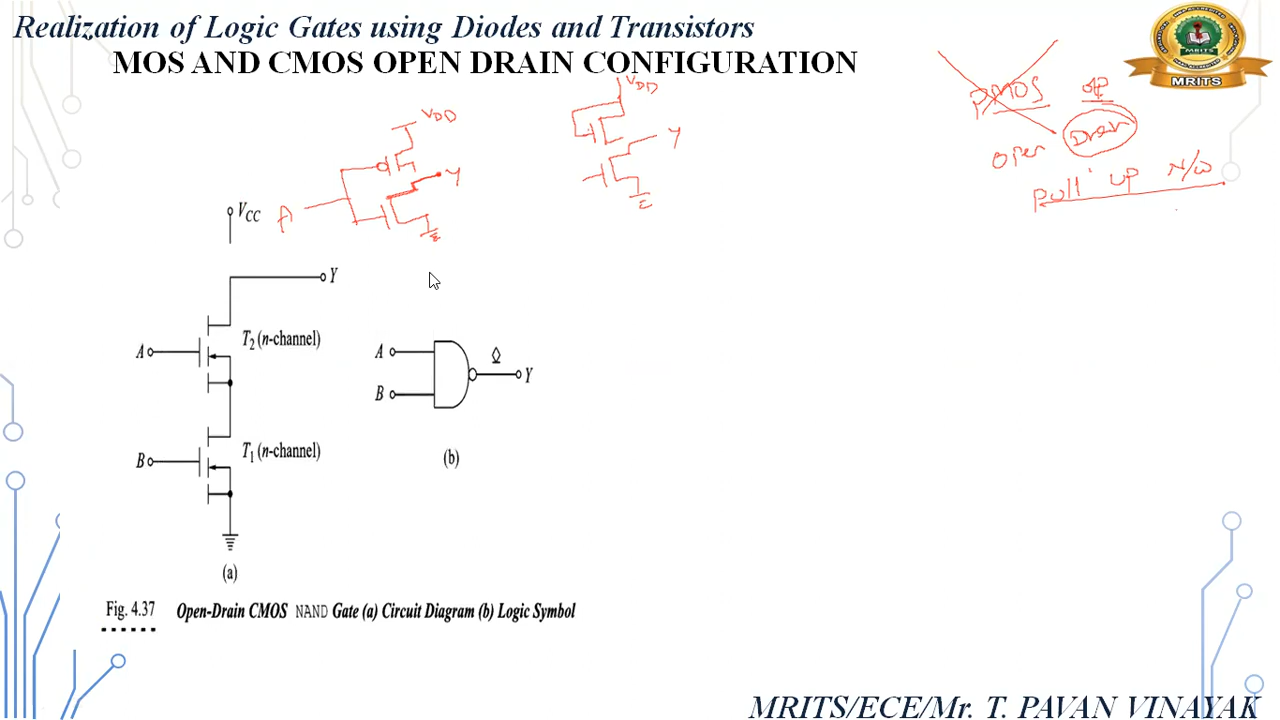 Realization of Logic Gates using Diodes and Transistors
MOS AND CMOS OPEN DRAIN CONFIGURATION
MRITS
VDD
VDD
PMOS
O/P
Open Drain
Pull up N/W
A
Y
Y
VCC
Y
A
T2 (n-channel)
B
T1 (n-channel)
(a)
A
B
Y
(b)
Fig. 4.37 Open-Drain CMOS NAND Gate (a) Circuit Diagram (b) Logic Symbol
MRITS/ECE/Mr. T. PAVAN VINAYAK